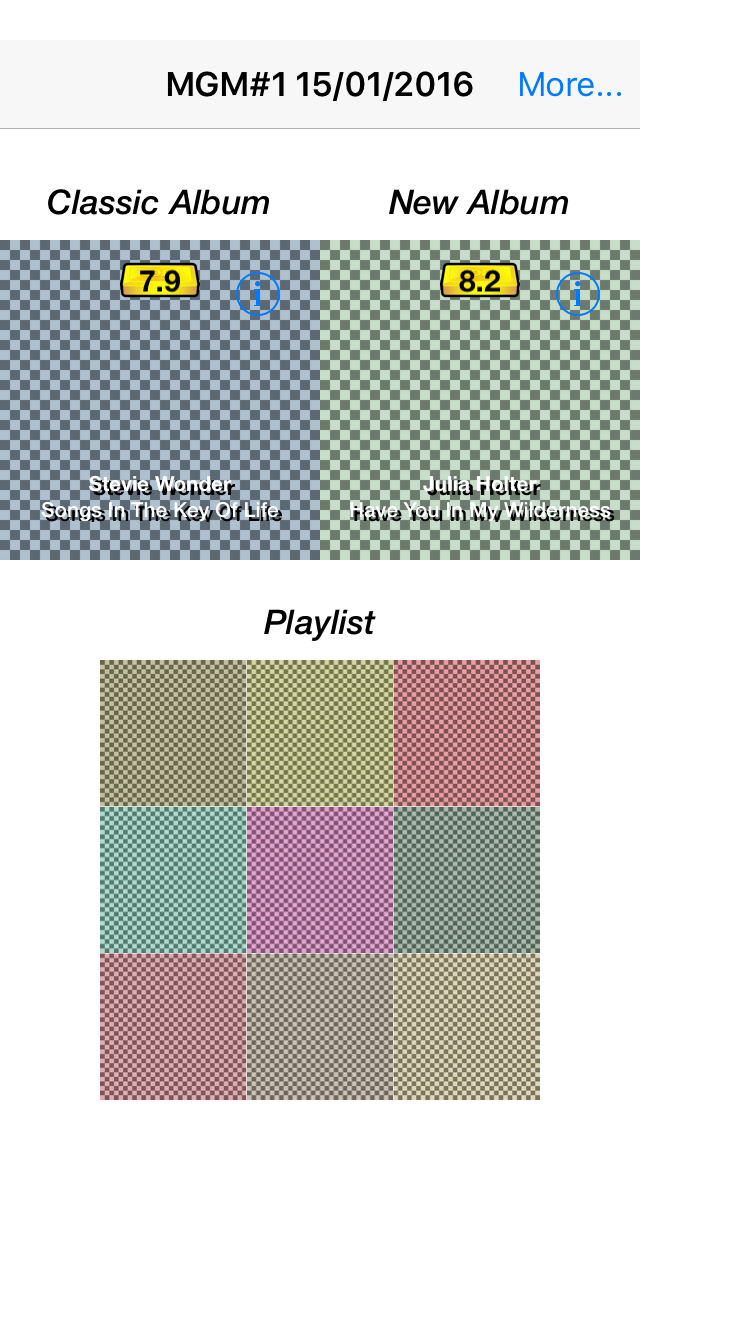 MGM#1 15/01/2016 More...
Classic Album New Album
7.9 i 8.2 i
Stevie Wonder Julia Holter
Songs In The Key Of Life Have You In My Wilderness
Playlist